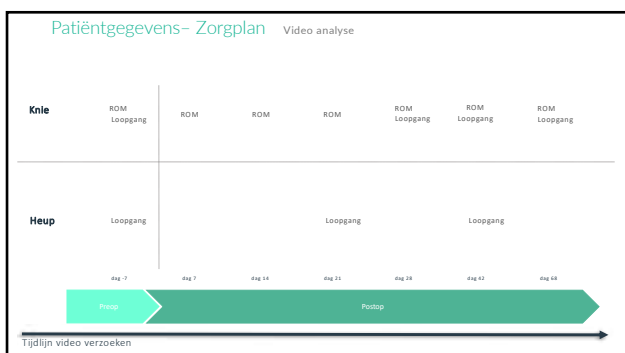 Patiëntgegevens– Zorgplan Video analyse
Knie
ROM
Loopgang
ROM
ROM
ROM
ROM
Loopgang
ROM
Loopgang
ROM
Loopgang
Heup
Loopgang
Loopgang
Loopgang
dag -7 dag 7 dag 14 dag 21 dag 28 dag 42 dag 68
Preop Postop
Tijdlijn video verzoeken